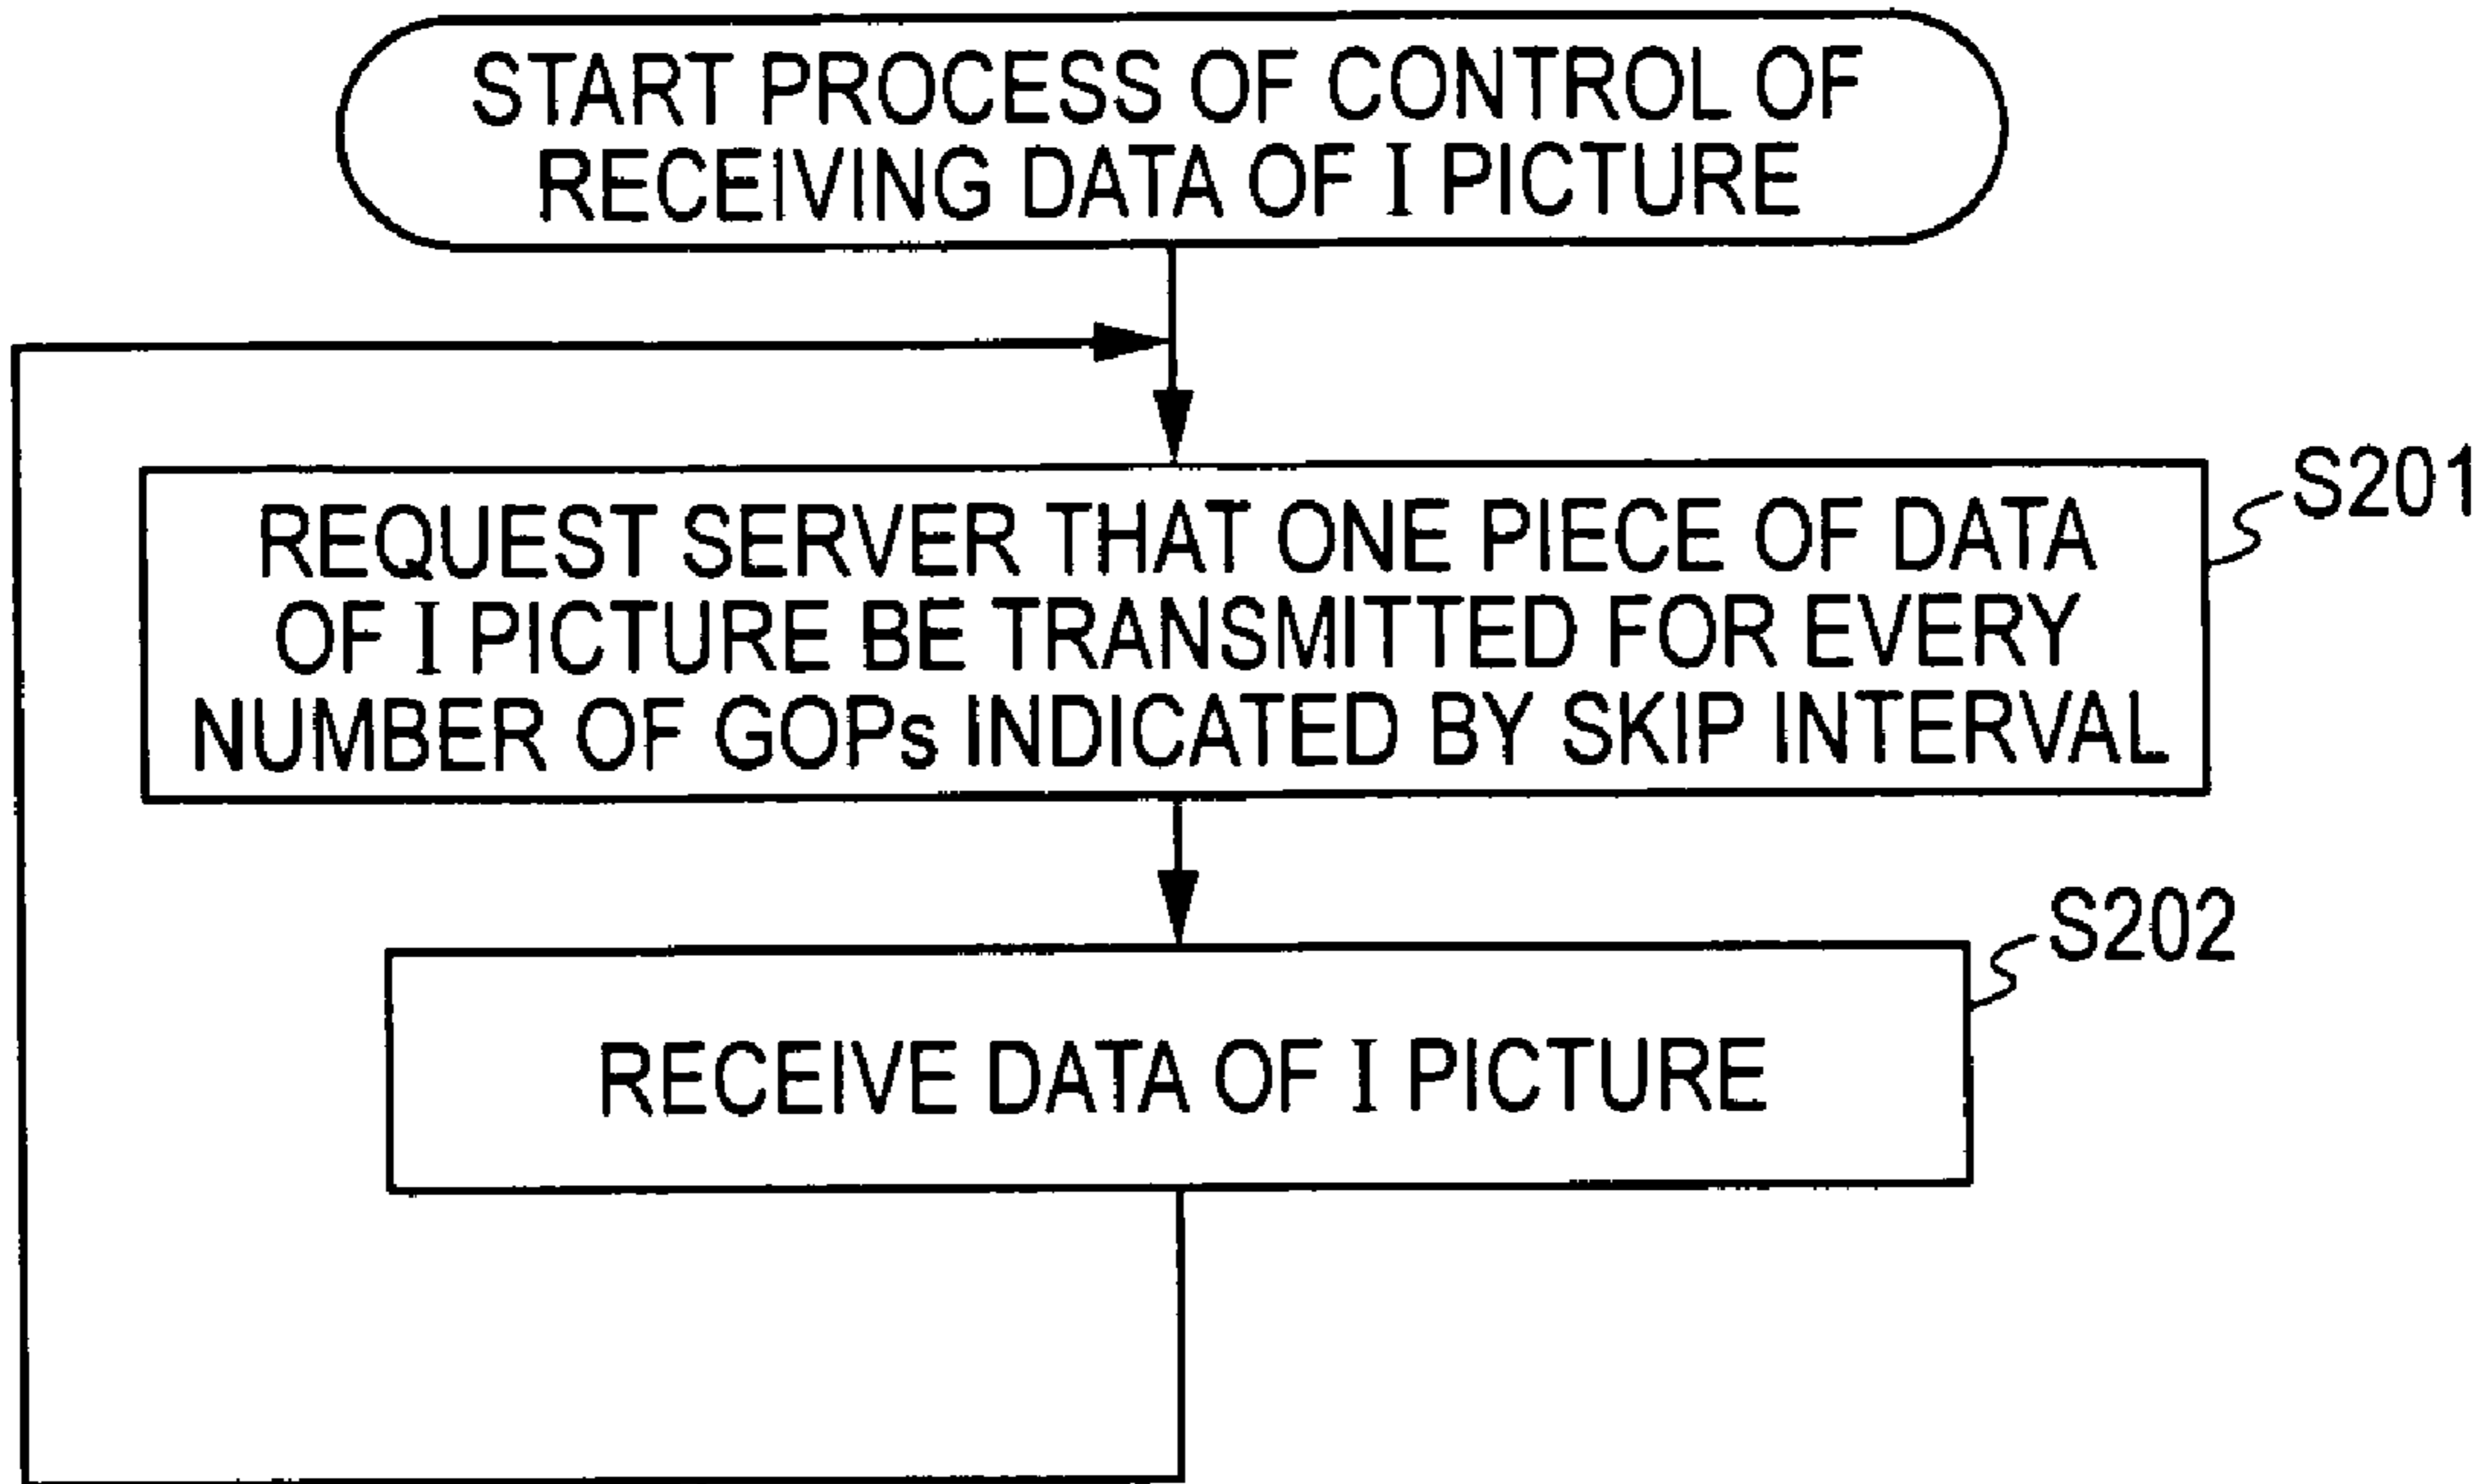 START PROCESS OF CONTROL OF
RECEIVING DATA OF I PICTURE
S201
REQUEST SERVER THAT ONE PIECE OF DATA
OF I PICTURE BE TRANSMITTED FOR EVERY
NUMBER OF GOPs INDICATED BY SKIP INTERVAL
S202
RECEIVE DATA OF I PICTURE